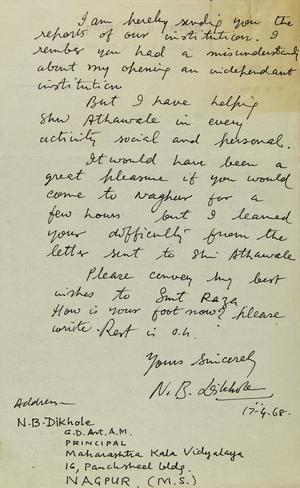 I am hereby sending you the
reports of our institution. I
rember you had a misunderstandg
about my opening an independant
institution
But I have helping
Shri Athawale in every
activity social and personal.
It would have been a
great pleasure if you would
come to Nagpur for a
few hours but I learned
your difficulty from the
letter sent to Shri Athawale
Please convey my best
wishes to Smt Raza
How is your foot now? please
write. Rest is O.K.
Yours Sincerely
N. B. Dikhole
17-4-68.
Address
N.B. Dikhole
G.D. Art. A.M.
PRINCIPAL
Maharashtra Kala Vidyalaya
16, Panchsheel bldg.
NAGPUR. (M.S.)